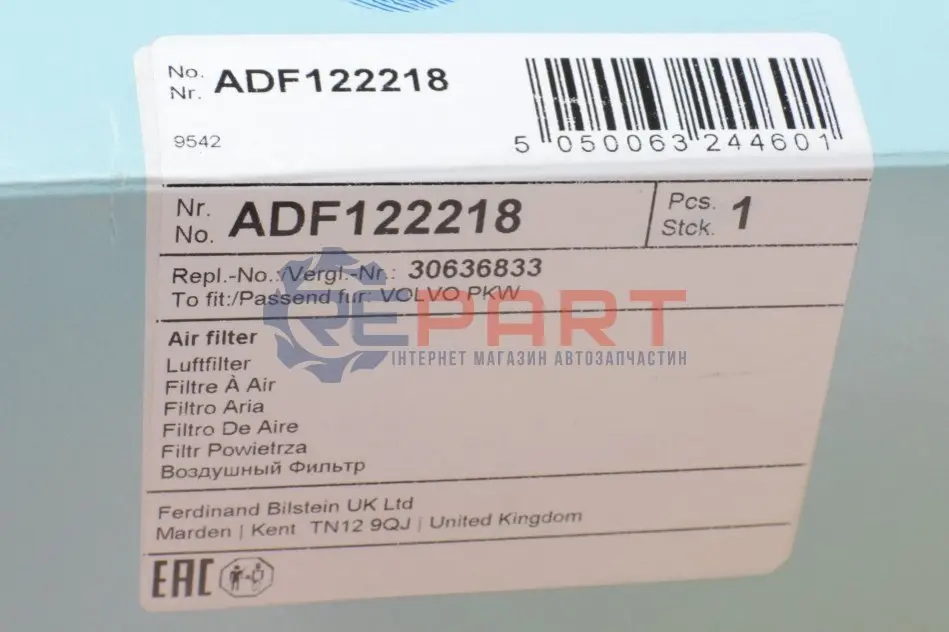 No.
Nr. ADF122218
9542
5 050063 244601
Nr.
No. ADF122218
Pcs.
Stck. 1
Repl.-No.:/Vergl.-Nr.: 30636833
To fit:/Passend fur: VOLVO PKW
REPART
ІНТЕРНЕТ МАГАЗИН АВТОЗАПЧАСТИН
Air filter
Luftfilter
Filtre À Air
Filtro Aria
Filtro De Aire
Filtr Powietrza
Воздушный Фильтр
Ferdinand Bilstein UK Ltd
Marden | Kent TN12 9QJ | United Kingdom
EAC